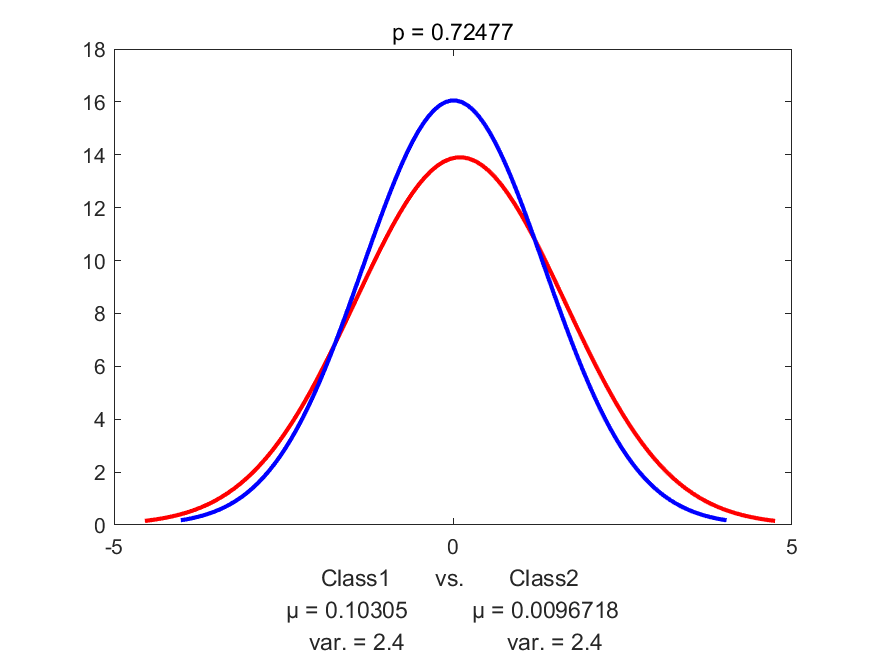 p = 0.72477
18
16
14
12
10
8
6
4
2
0
-5 0 5
Class1 vs. Class2
µ = 0.10305 µ = 0.0096718
var. = 2.4 var. = 2.4